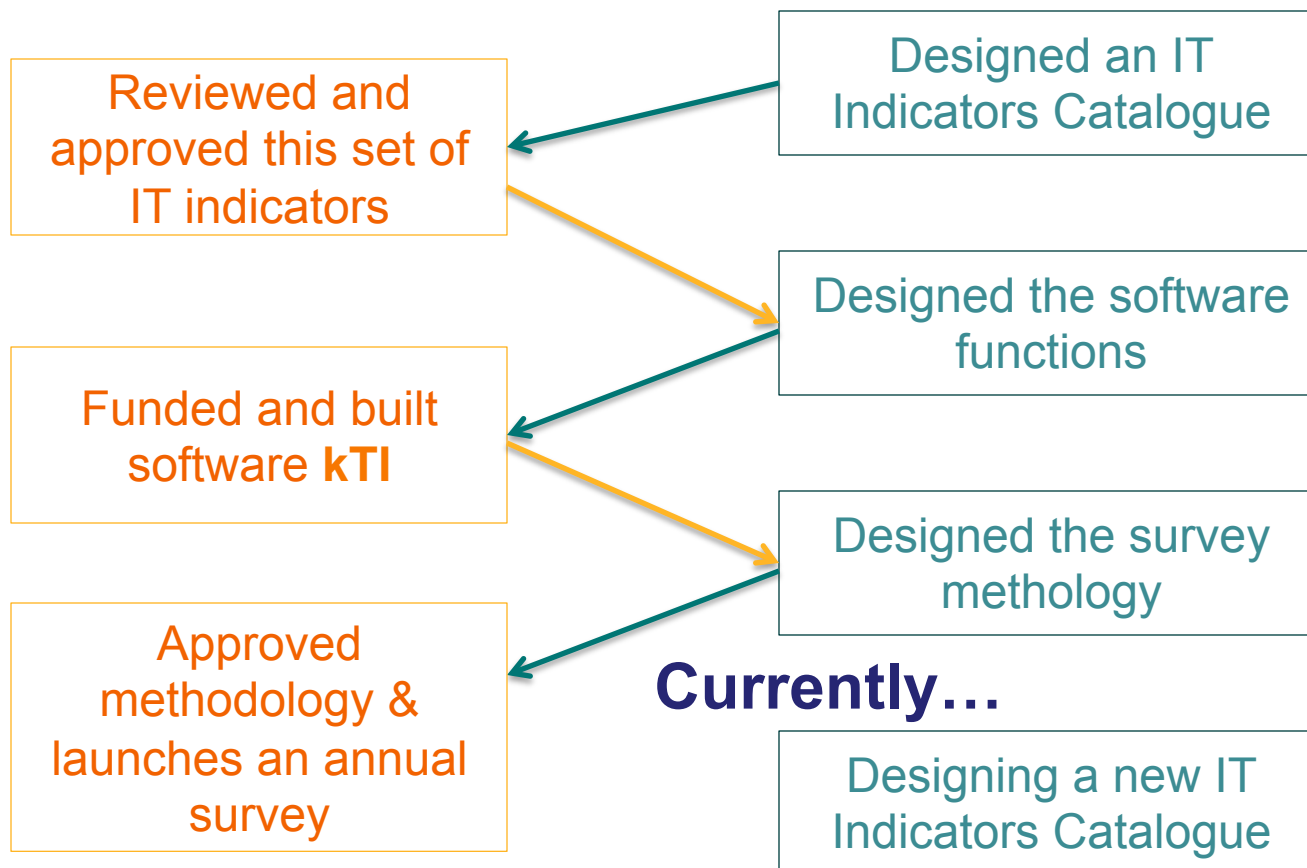 Designed an IT
Indicators Catalogue
Reviewed and
approved this set of
IT indicators
Designed the software
functions
Funded and built
software kTI
Designed the survey
methology
Approved
methodology &
launches an annual
survey
Currently…
Designing a new IT
Indicators Catalogue